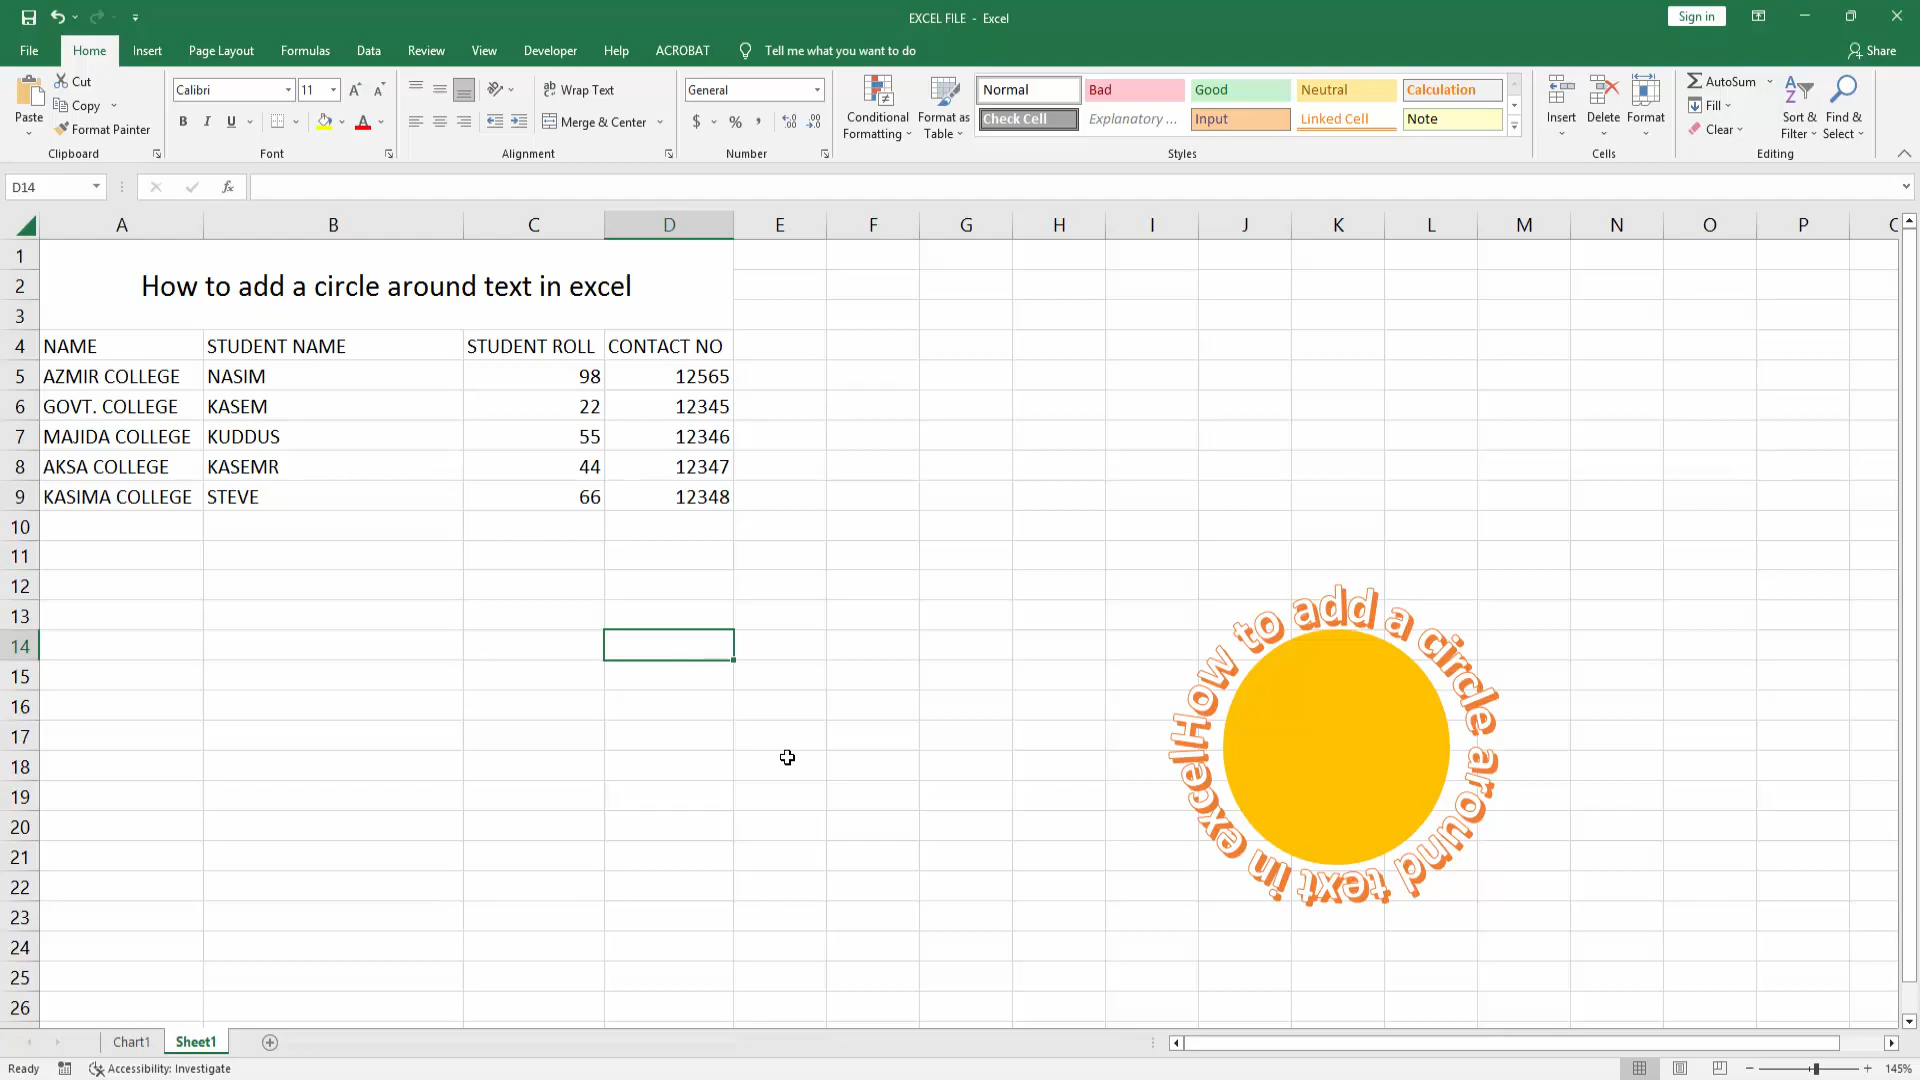 EXCEL FILE - Excel
Sign in
File Home Insert Page Layout Formulas Data Review View Developer Help ACROBAT Tell me what you want to do Share
Paste
Cut
Copy
Format Painter
Clipboard
Calibri 11
B I U A
Font
Wrap Text
Merge & Center
Alignment
General
$ % ,
Number
Conditional Formatting
Format as Table
Normal Bad Good Neutral Calculation
Check Cell Explanatory ... Input Linked Cell Note
Styles
Insert Delete Format
Cells
AutoSum
Fill
Clear
Sort & Filter
Find & Select
Editing
D14 fx
A B C D E F G H I J K L M N O P
1
2 How to add a circle around text in excel
3
4 NAME STUDENT NAME STUDENT ROLL CONTACT NO
5 AZMIR COLLEGE NASIM 98 12565
6 GOVT. COLLEGE KASEM 22 12345
7 MAJIDA COLLEGE KUDDUS 55 12346
8 AKSA COLLEGE KASEMR 44 12347
9 KASIMA COLLEGE STEVE 66 12348
10
11
12
13
14
15
16
17
18
19
20
21
22
23
24
25
26
How to add a circle around text in excel
Chart1 Sheet1
Ready Accessibility: Investigate 145%